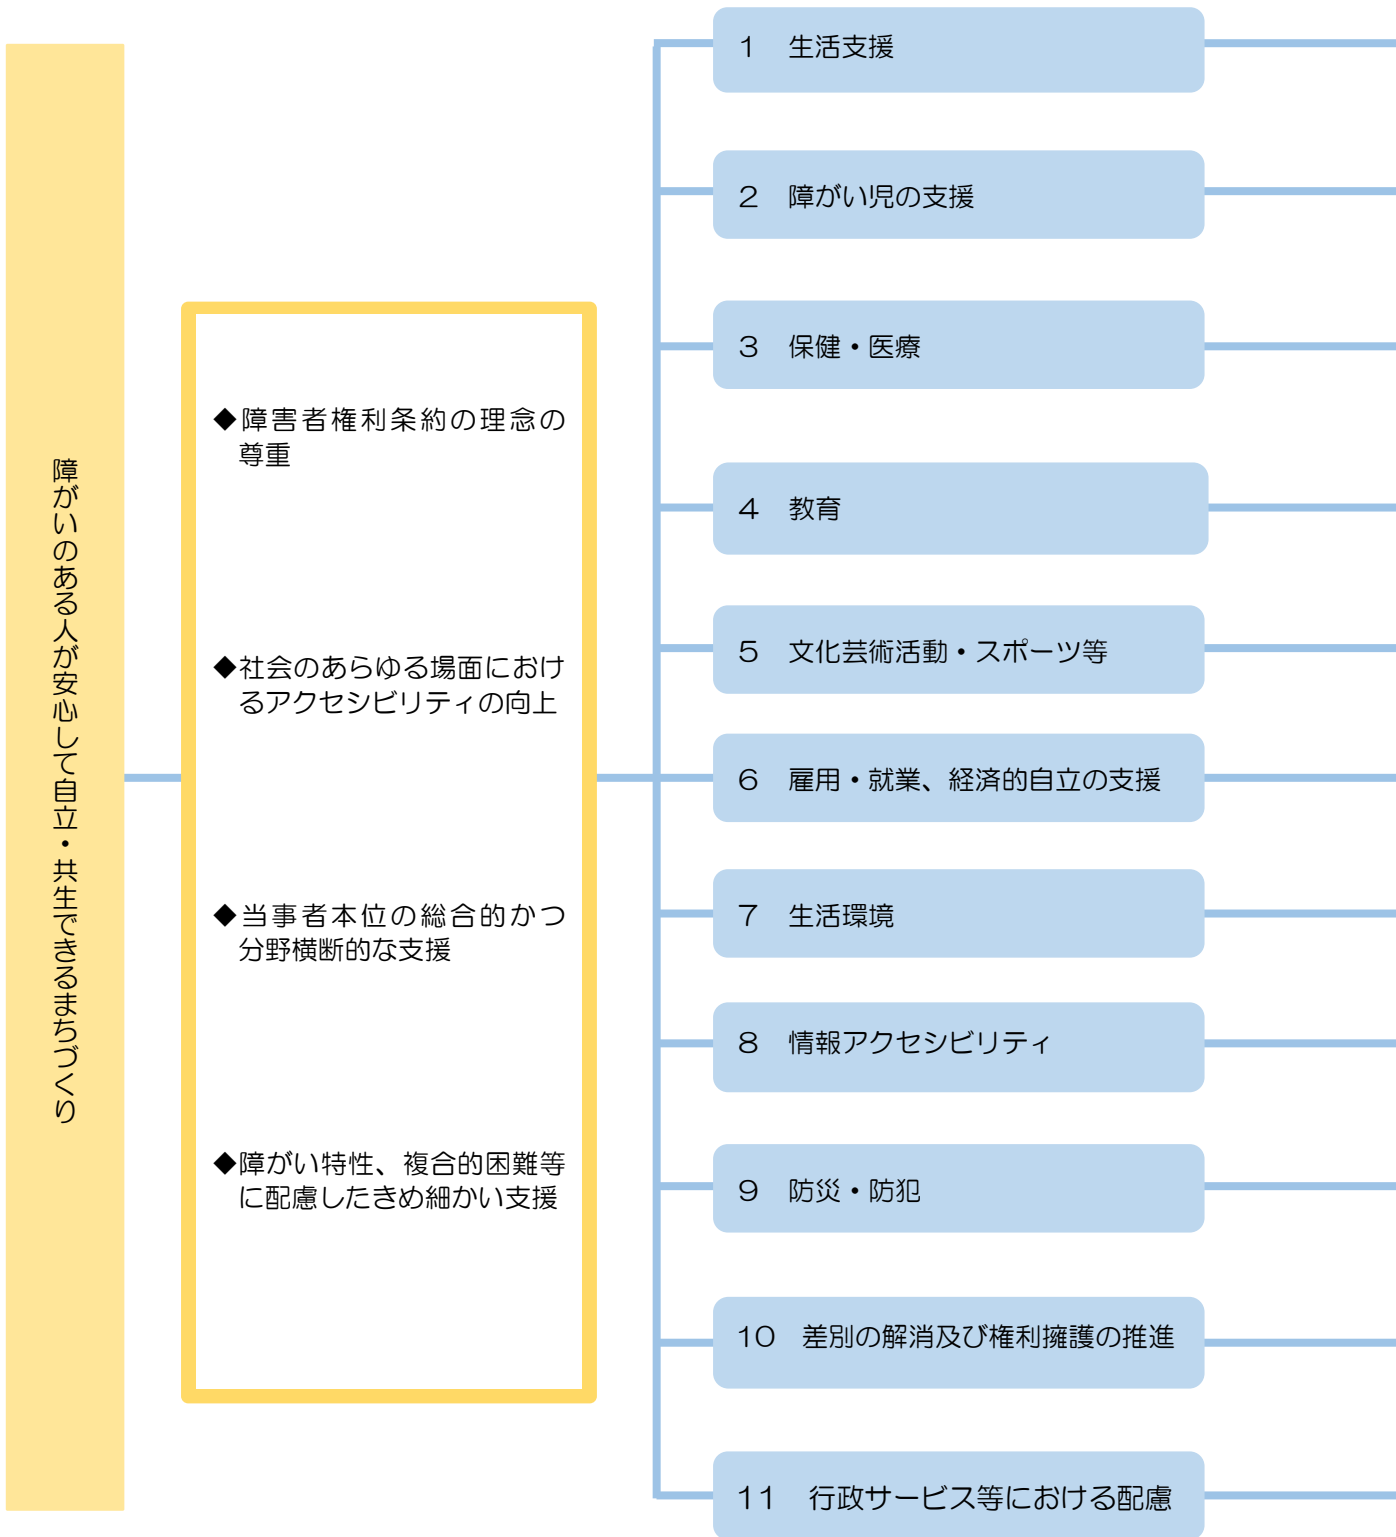 障がいのある人が安心して自立・共生できるまちづくり
◆障害者権利条約の理念の
尊重
◆社会のあらゆる場面におけ
るアクセシビリティの向上
◆当事者本位の総合的かつ
分野横断的な支援
◆障がい特性、複合的困難等
に配慮したきめ細かい支援
１　生活支援
２　障がい児の支援
３　保健・医療
４　教育
５　文化芸術活動・スポーツ等
６　雇用・就業、経済的自立の支援
７　生活環境
８　情報アクセシビリティ
９　防災・防犯
10　差別の解消及び権利擁護の推進
11　行政サービス等における配慮